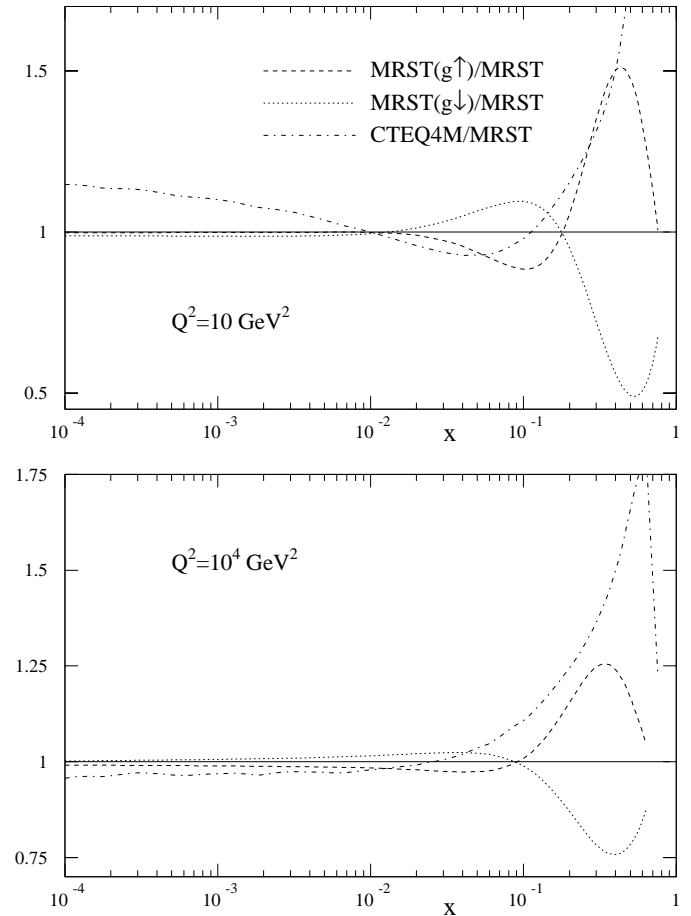 1.5
1
0.5
MRST(g↑)/MRST
MRST(g↓)/MRST
CTEQ4M/MRST
Q²=10 GeV²
10⁻⁴ 10⁻³ 10⁻² 10⁻¹ 1
x
1.75
1.5
1.25
1
0.75
Q²=10⁴ GeV²
10⁻⁴ 10⁻³ 10⁻² 10⁻¹ 1
x